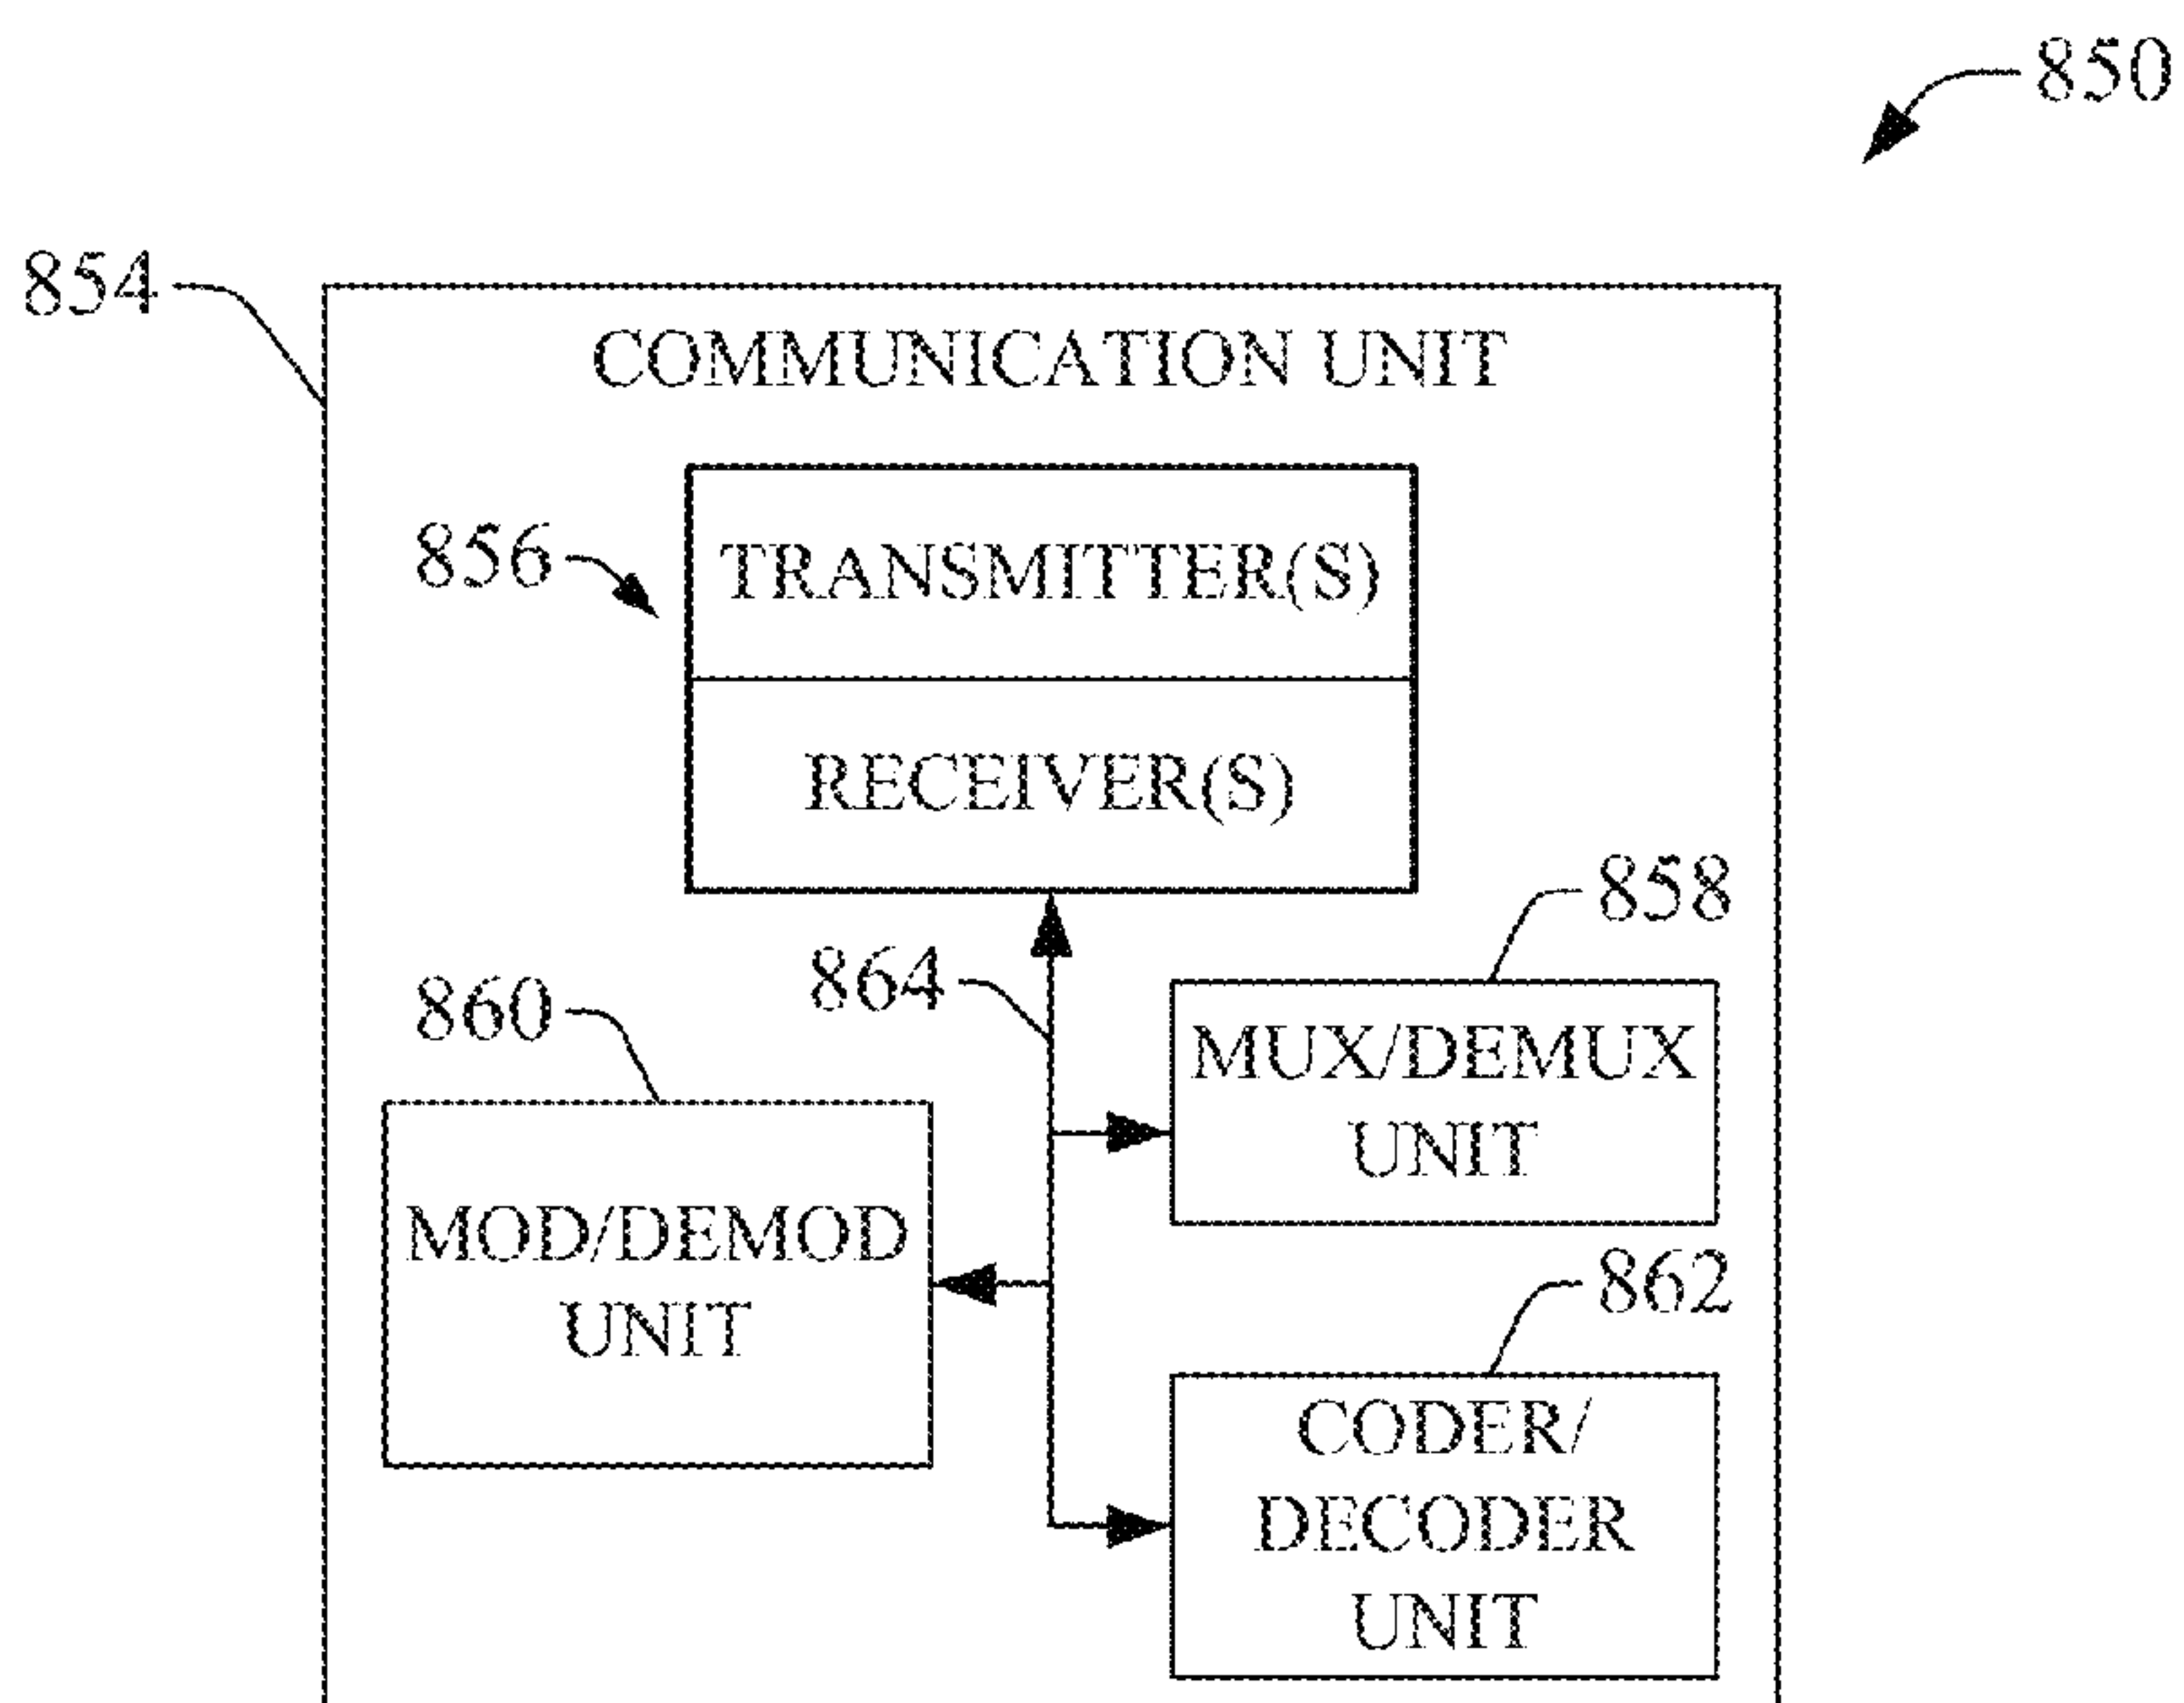 850
854
COMMUNICATION UNIT
856
TRANSMITTER(S)
RECEIVER(S)
858
864
860
MUX/DEMUX
UNIT
MOD/DEMOD
UNIT
862
CODER/
DECODER
UNIT